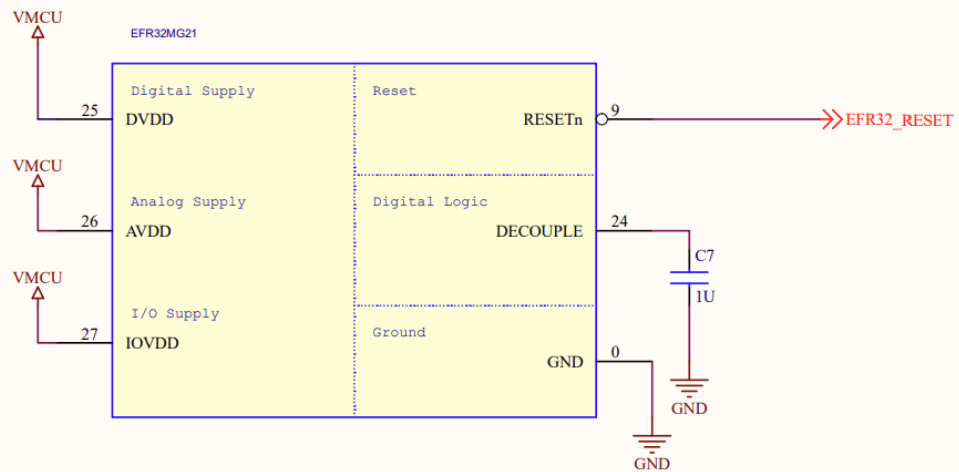 VMCU
EFR32MG21
Digital Supply
Reset
25
DVDD
RESETn
9
EFR32_RESET
VMCU
Analog Supply
Digital Logic
26
AVDD
DECOUPLE
24
C7
1U
VMCU
I/O Supply
Ground
27
IOVDD
GND
0
GND
GND